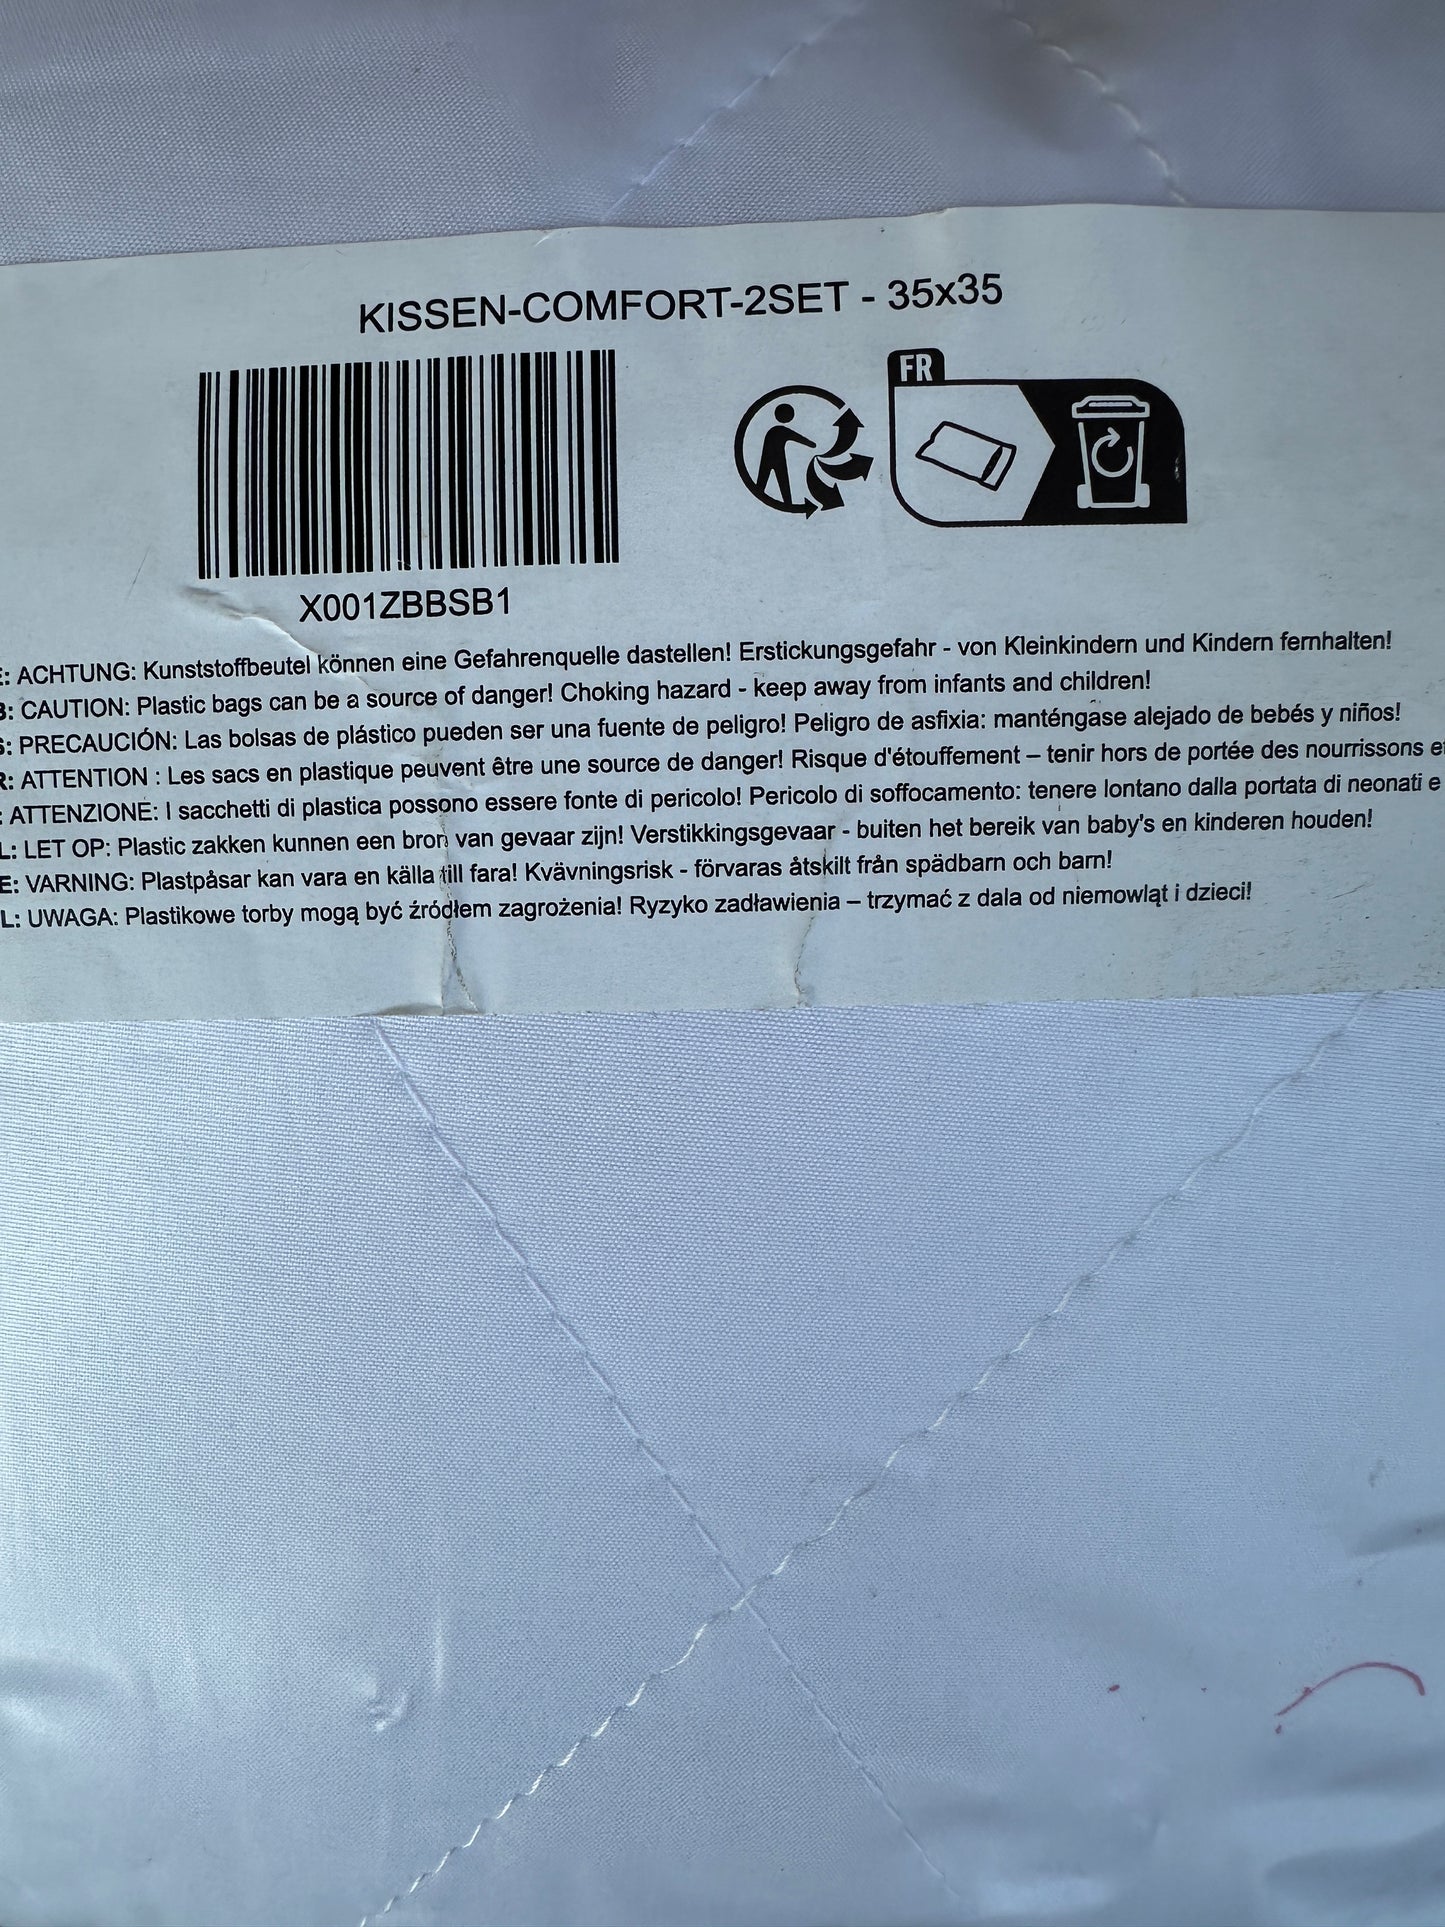 KISSEN-COMFORT-2SET - 35x35
FR
X001ZBBSB1
: ACHTUNG: Kunststoffbeutel können eine Gefahrenquelle dastellen! Erstickungsgefahr - von Kleinkindern und Kindern fernhalten!
: CAUTION: Plastic bags can be a source of danger! Choking hazard - keep away from infants and children!
S: PRECAUCIÓN: Las bolsas de plástico pueden ser una fuente de peligro! Peligro de asfixia: manténgase alejado de bebés y niños!
R: ATTENTION : Les sacs en plastique peuvent être une source de danger! Risque d'étouffement – tenir hors de portée des nourrissons et
: ATTENZIONE: I sacchetti di plastica possono essere fonte di pericolo! Pericolo di soffocamento: tenere lontano dalla portata di neonati e
L: LET OP: Plastic zakken kunnen een bron van gevaar zijn! Verstikkingsgevaar - buiten het bereik van baby's en kinderen houden!
E: VARNING: Plastpåsar kan vara en källa till fara! Kvävningsrisk - förvaras åtskilt från spädbarn och barn!
L: UWAGA: Plastikowe torby mogą być źródłem zagrożenia! Ryzyko zadławienia – trzymać z dala od niemowląt i dzieci!